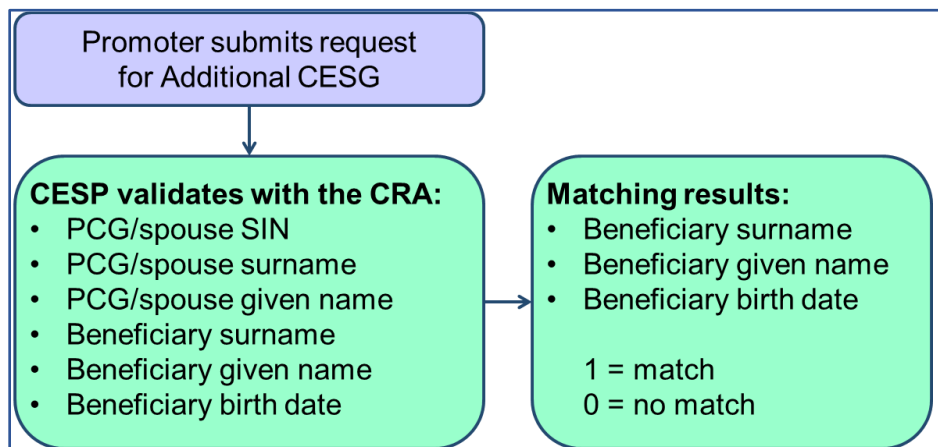 Promoter submits request
for Additional CESG
CESP validates with the CRA:
• PCG/spouse SIN
• PCG/spouse surname
• PCG/spouse given name
• Beneficiary surname
• Beneficiary given name
• Beneficiary birth date
Matching results:
• Beneficiary surname
• Beneficiary given name
• Beneficiary birth date
1 = match
0 = no match